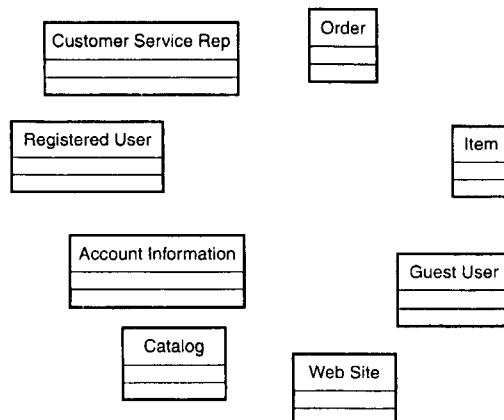 Customer Service Rep
Order
Registered User
Item
Account Information
Guest User
Catalog
Web Site